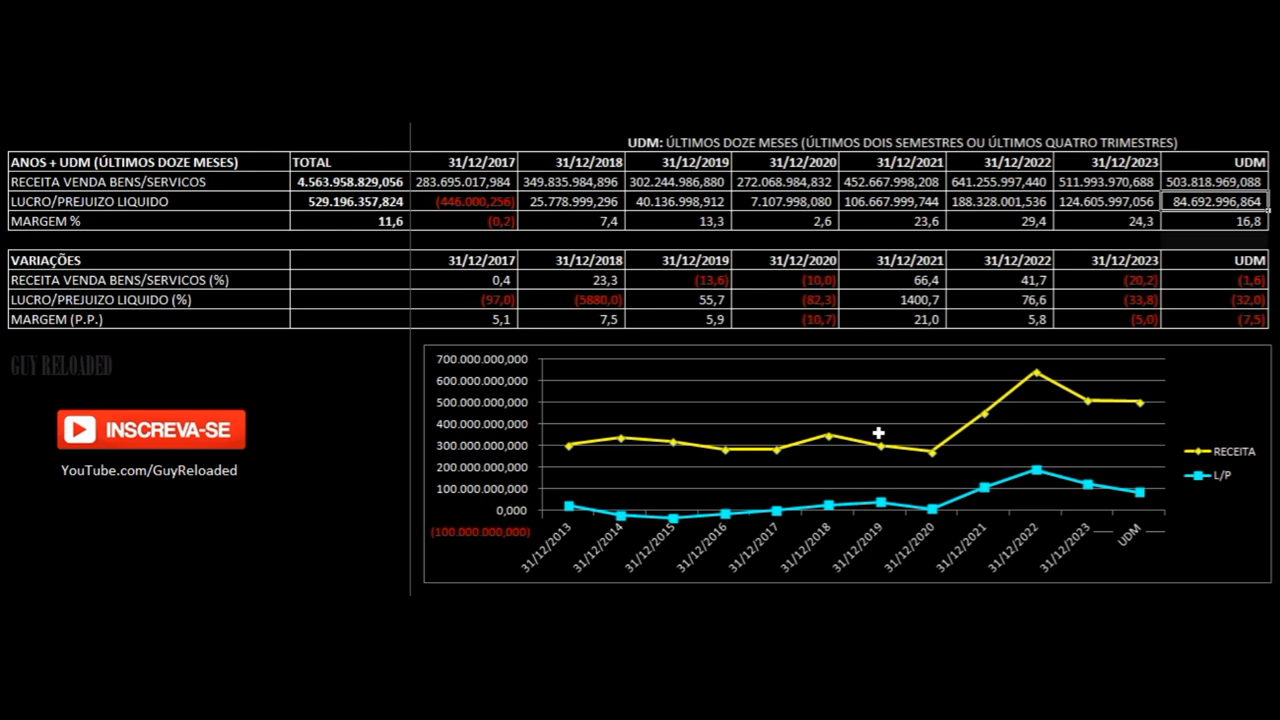 UDM: ÚLTIMOS DOZE MESES (ÚLTIMOS DOIS SEMESTRES OU ÚLTIMOS QUATRO TRIMESTRES)
ANOS + UDM (ÚLTIMOS DOZE MESES) TOTAL 31/12/2017 31/12/2018 31/12/2019 31/12/2020 31/12/2021 31/12/2022 31/12/2023 UDM
RECEITA VENDA BENS/SERVICOS 4.563.958.829,056 283.695.017,984 349.835.984,896 302.244.986,880 272.068.984,832 452.667.998,208 641.255.997,440 511.993.970,688 503.818.969,088
LUCRO/PREJUIZO LIQUIDO 529.196.357,824 (446.000,256) 25.778.999,296 40.136.998,912 7.107.998,080 106.667.999,744 188.328.001,536 124.605.997,056 84.692.996,864
MARGEM % 11,6 (0,2) 7,4 13,3 2,6 23,6 29,4 24,3 16,8
VARIAÇÕES 31/12/2017 31/12/2018 31/12/2019 31/12/2020 31/12/2021 31/12/2022 31/12/2023 UDM
RECEITA VENDA BENS/SERVICOS (%) 0,4 23,3 (13,6) (10,0) 66,4 41,7 (20,2) (1,6)
LUCRO/PREJUIZO LIQUIDO (%) (97,0) (5880,0) 55,7 (82,3) 1400,7 76,6 (33,8) (32,0)
MARGEM (P.P.) 5,1 7,5 5,9 (10,7) 21,0 5,8 (5,0) (7,5)
GUY RELOADED
INSCREVA-SE
YouTube.com/GuyReloaded
700.000.000,000
600.000.000,000
500.000.000,000
400.000.000,000
300.000.000,000
200.000.000,000
100.000.000,000
0,000
(100.000.000,000)
31/12/2013 31/12/2014 31/12/2015 31/12/2016 31/12/2017 31/12/2018 31/12/2019 31/12/2020 31/12/2021 31/12/2022 31/12/2023 UDM
RECEITA
L/P